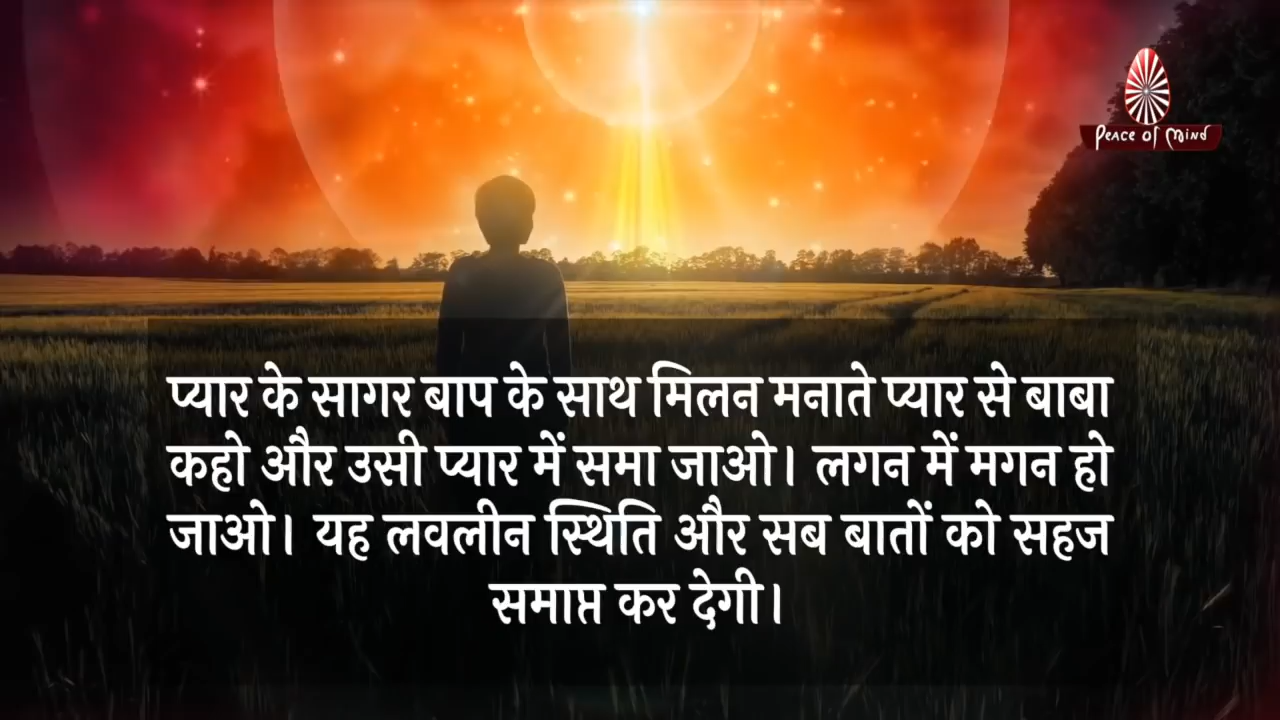 Peace of Mind
प्यार के सागर बाप के साथ मिलन मनाते प्यार से बाबा
कहो और उसी प्यार में समा जाओ। लगन में मगन हो
जाओ। यह लवलीन स्थिति और सब बातों को सहज
समाप्त कर देगी।